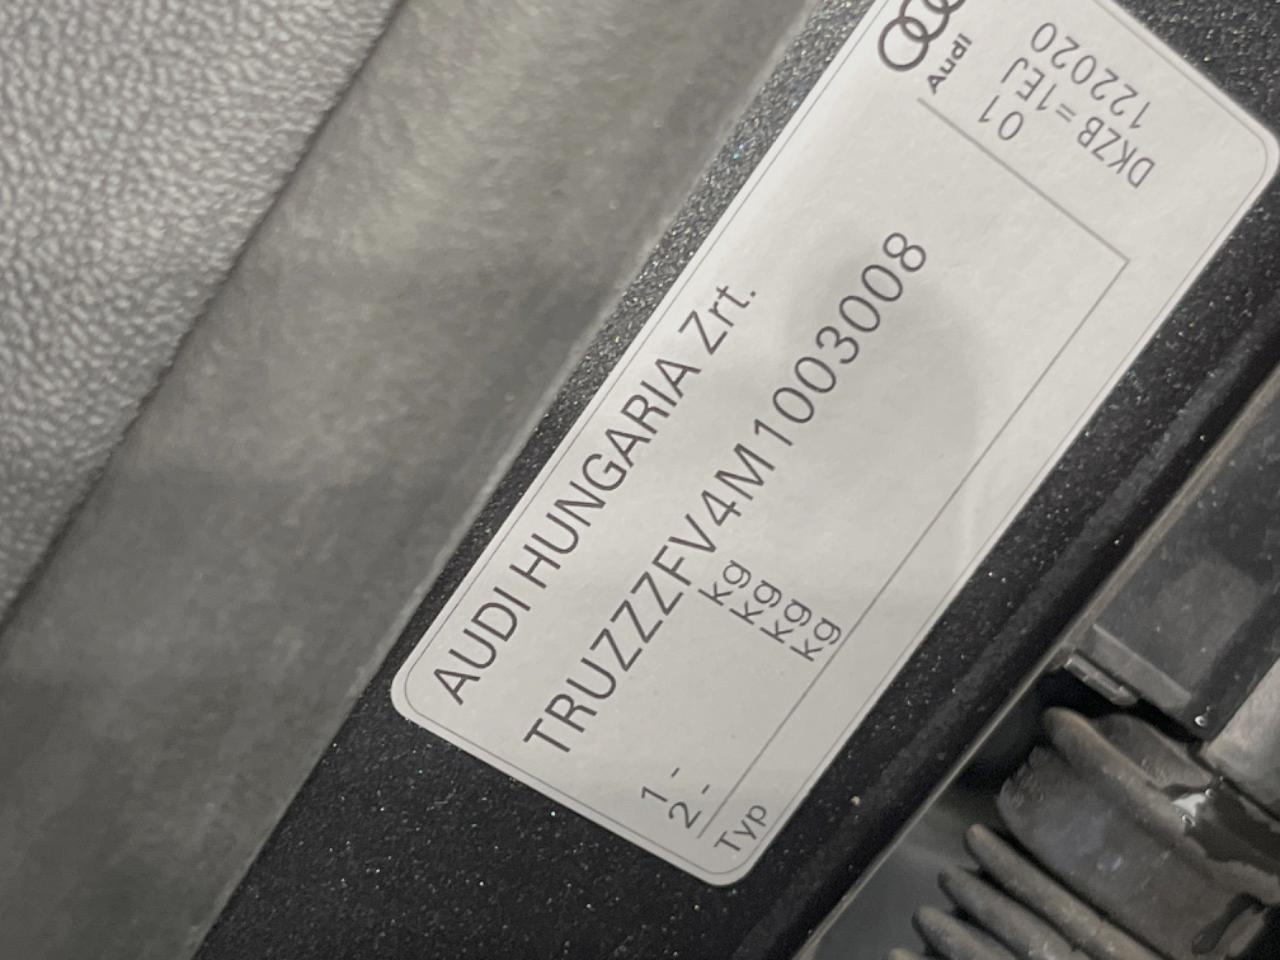 AUDI HUNGARIA Zrt.
TRUZZZFV4M1003008
kg
kg
1 - kg
2 - kg
Typ
Audi
01
DKZB = 1EJ
122020